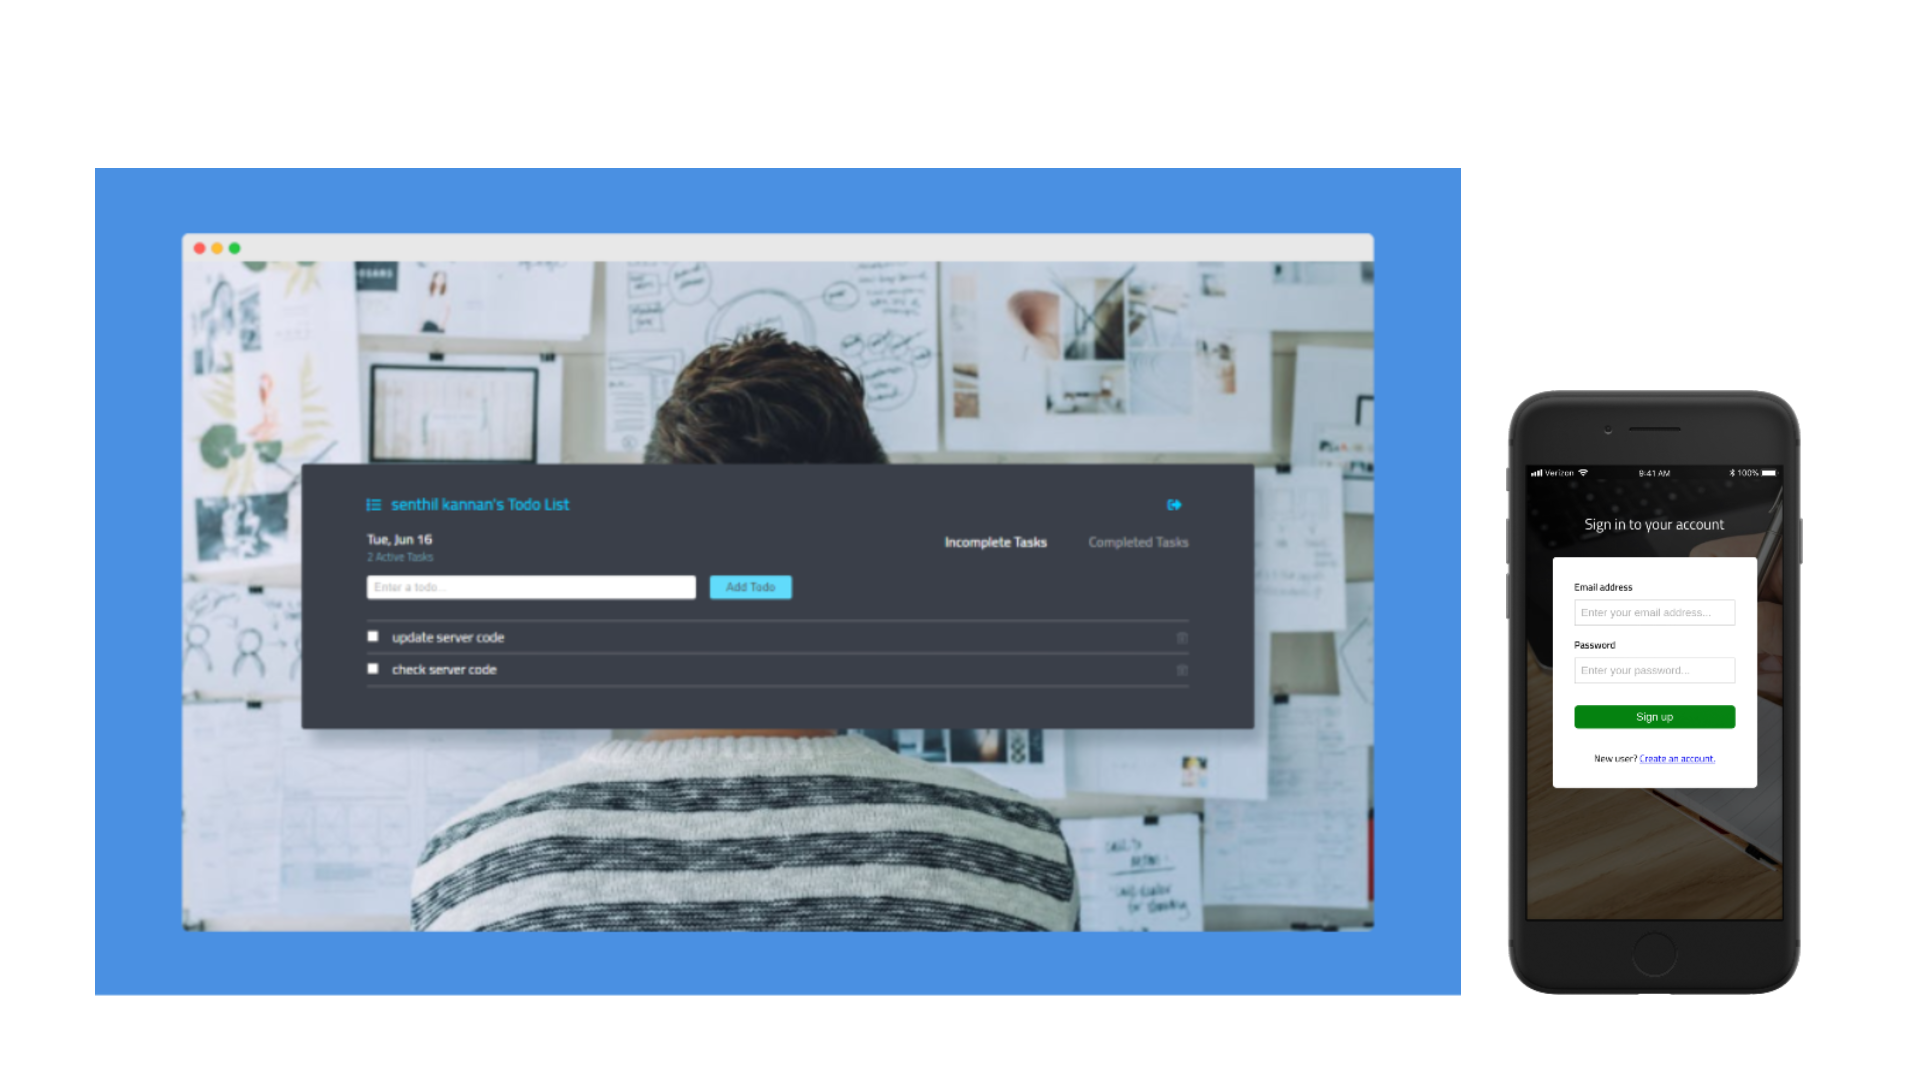 senthil kannan's Todo List
Tue, Jun 16
2 Active Tasks
Incomplete Tasks
Completed Tasks
Enter a todo...
Add Todo
update server code
check server code
Verizon
9:41 AM
100%
Sign in to your account
Email address
Enter your email address...
Password
Enter your password...
Sign up
New user? Create an account.